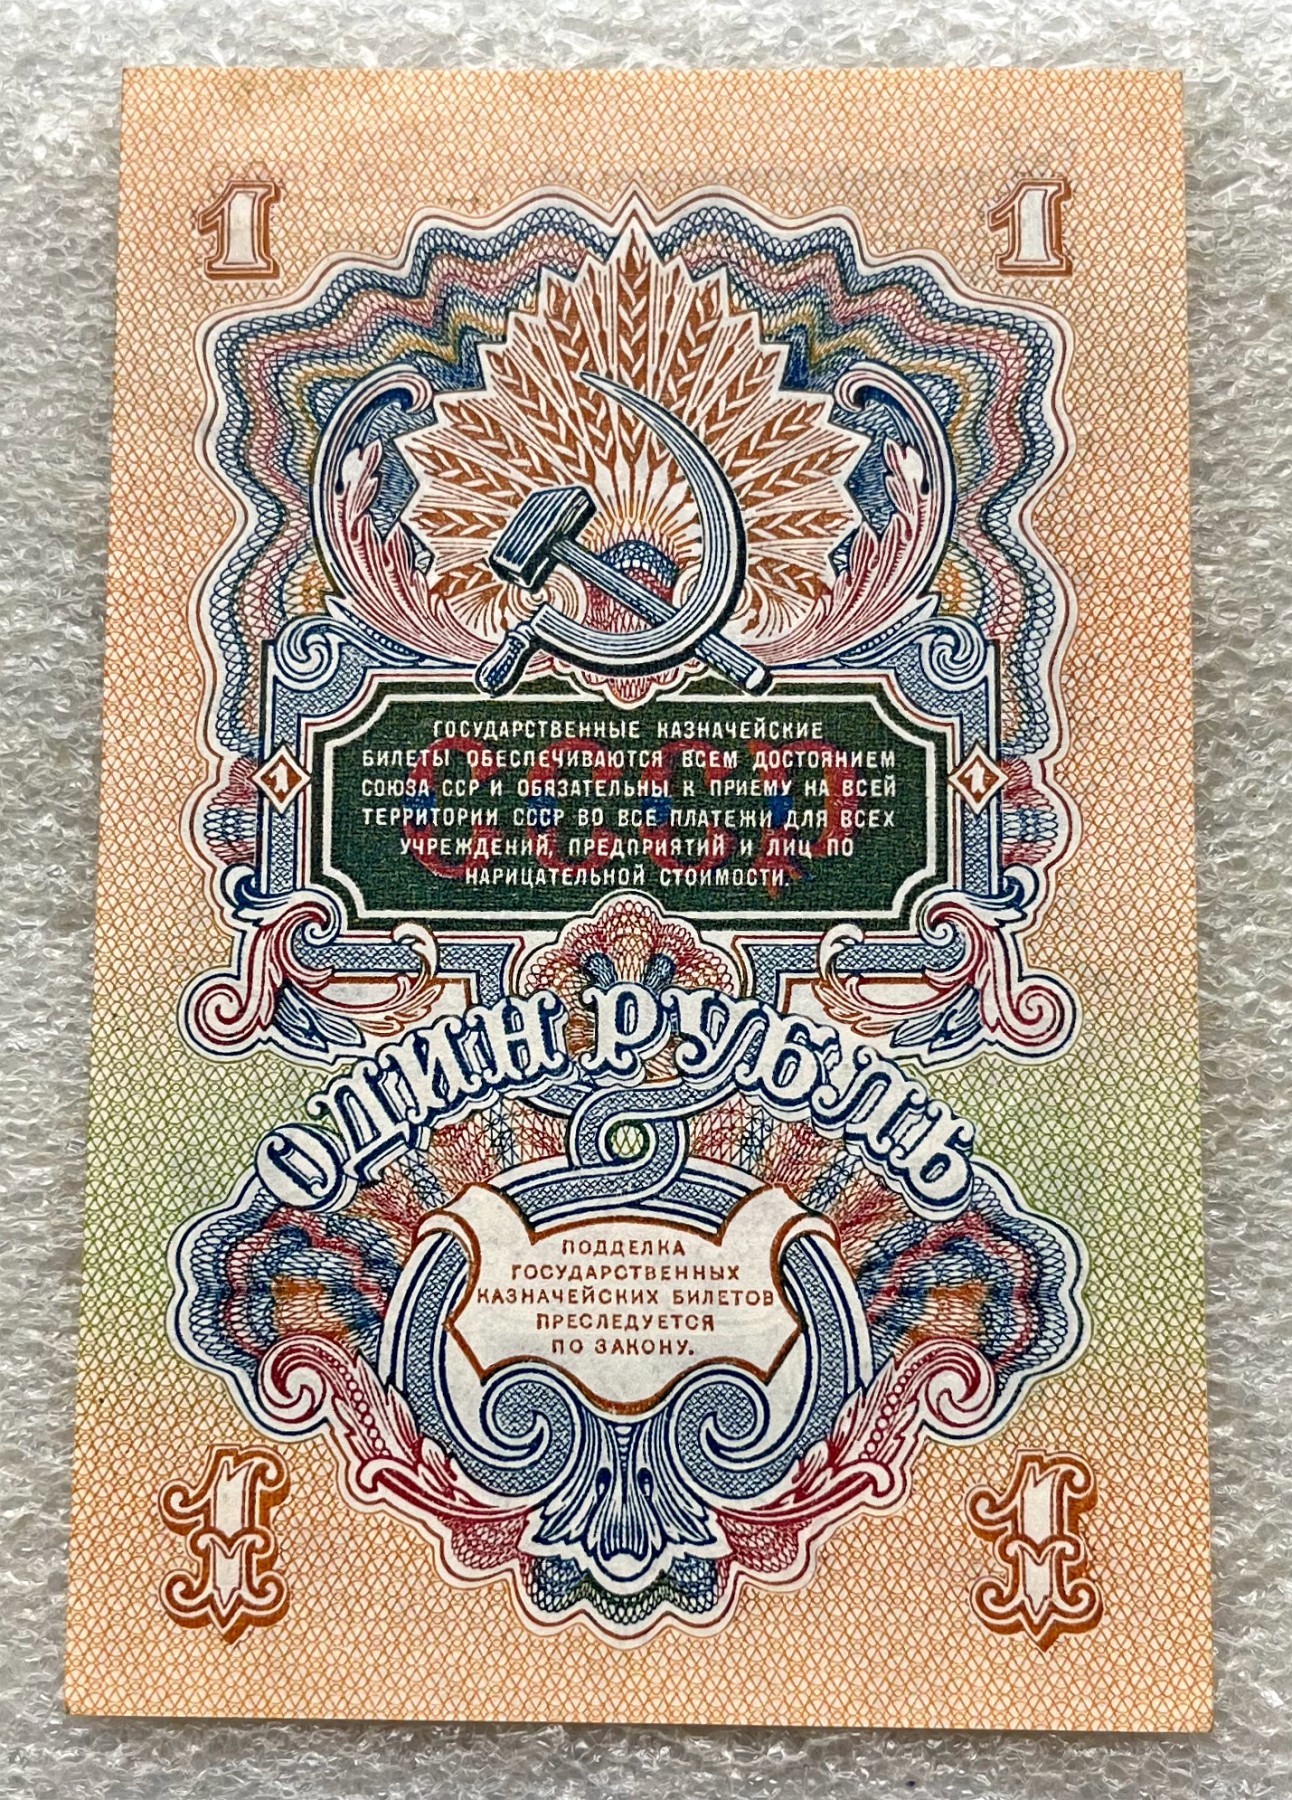 1 1
ГОСУДАРСТВЕННЫЕ КАЗНАЧЕЙСКИЕ
БИЛЕТЫ ОБЕСПЕЧИВАЮТСЯ ВСЕМ ДОСТОЯНИЕМ
СОЮЗА ССР И ОБЯЗАТЕЛЬНЫ К ПРИЕМУ НА ВСЕЙ
1 1
ТЕРРИТОРИИ СССР ВО ВСЕ ПЛАТЕЖИ ДЛЯ ВСЕХ
УЧРЕЖДЕНИЙ, ПРЕДПРИЯТИЙ И ЛИЦ ПО
НАРИЦАТЕЛЬНОЙ СТОИМОСТИ.
СССР
ОДИН РУБЛЬ
ПОДДЕЛКА
ГОСУДАРСТВЕННЫХ
КАЗНАЧЕЙСКИХ БИЛЕТОВ
ПРЕСЛЕДУЕТСЯ
ПО ЗАКОНУ.
1 1